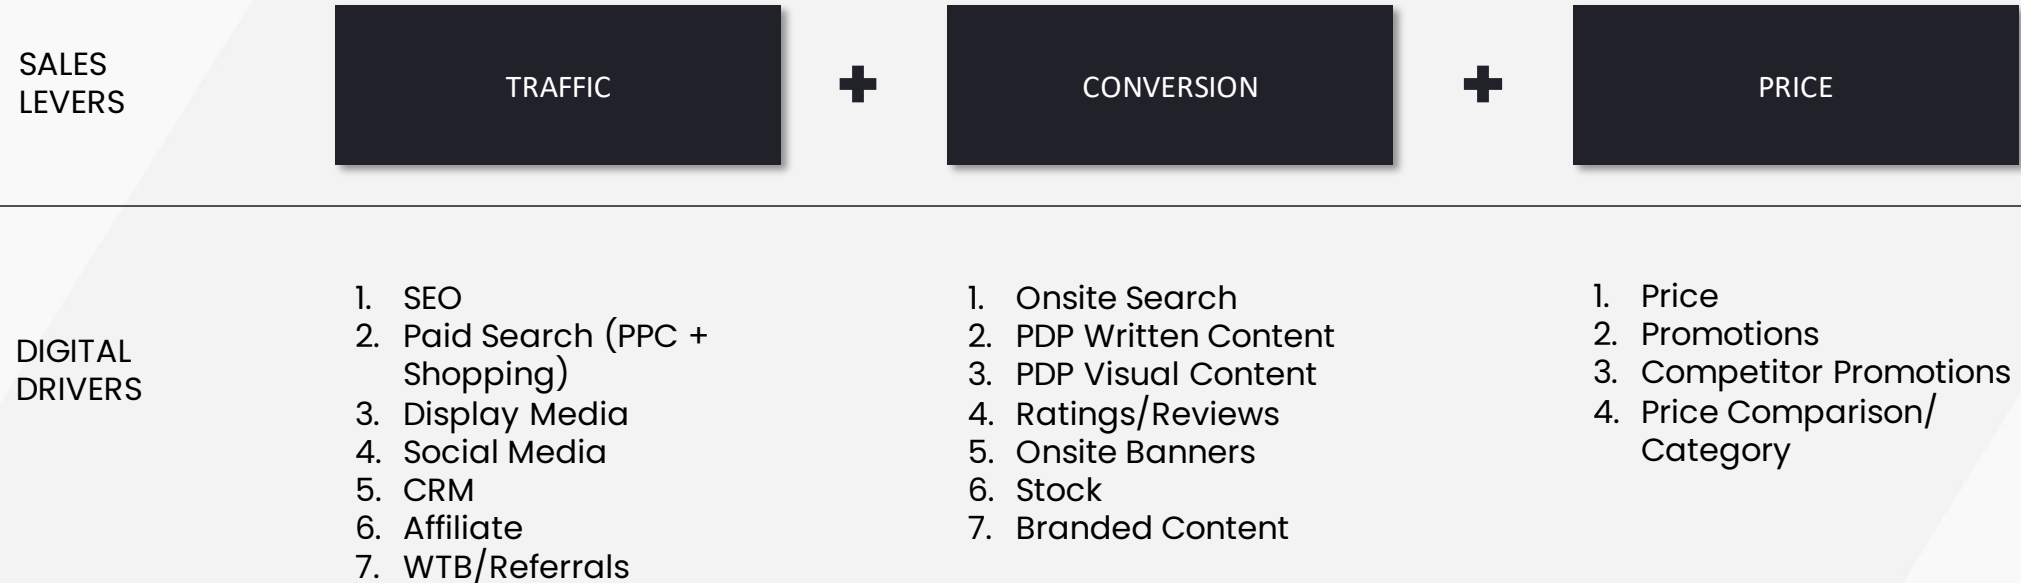 SALES
LEVERS
TRAFFIC
+
CONVERSION
+
PRICE
DIGITAL
DRIVERS
1. SEO
2. Paid Search (PPC +
Shopping)
3. Display Media
4. Social Media
5. CRM
6. Affiliate
7. WTB/Referrals
1. Onsite Search
2. PDP Written Content
3. PDP Visual Content
4. Ratings/Reviews
5. Onsite Banners
6. Stock
7. Branded Content
1. Price
2. Promotions
3. Competitor Promotions
4. Price Comparison/
Category